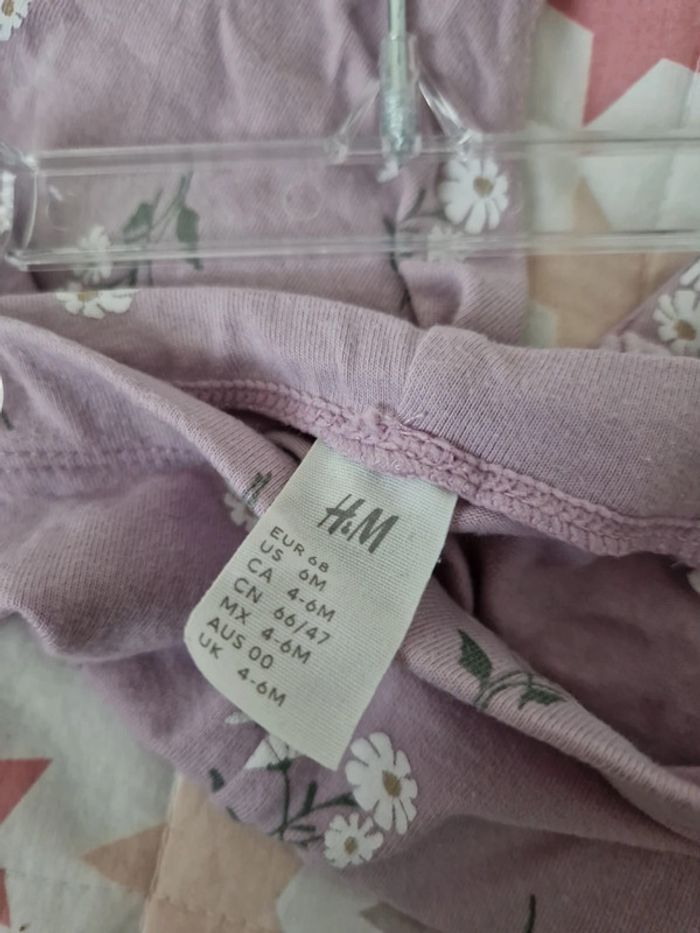 H&M
EUR 68
US 6M
CA 4-6M
CN 66/47
MX 4-6M
AUS 00
UK 4-6M